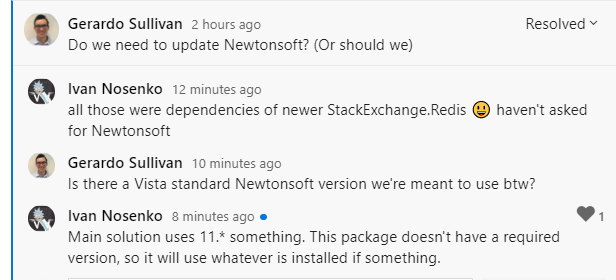 Gerardo Sullivan 2 hours ago Resolved
Do we need to update Newtonsoft? (Or should we)
Ivan Nosenko 12 minutes ago
all those were dependencies of newer StackExchange.Redis 😃 haven't asked
for Newtonsoft
Gerardo Sullivan 10 minutes ago
Is there a Vista standard Newtonsoft version we're meant to use btw?
Ivan Nosenko 8 minutes ago 1
Main solution uses 11.* something. This package doesn't have a required
version, so it will use whatever is installed if something.